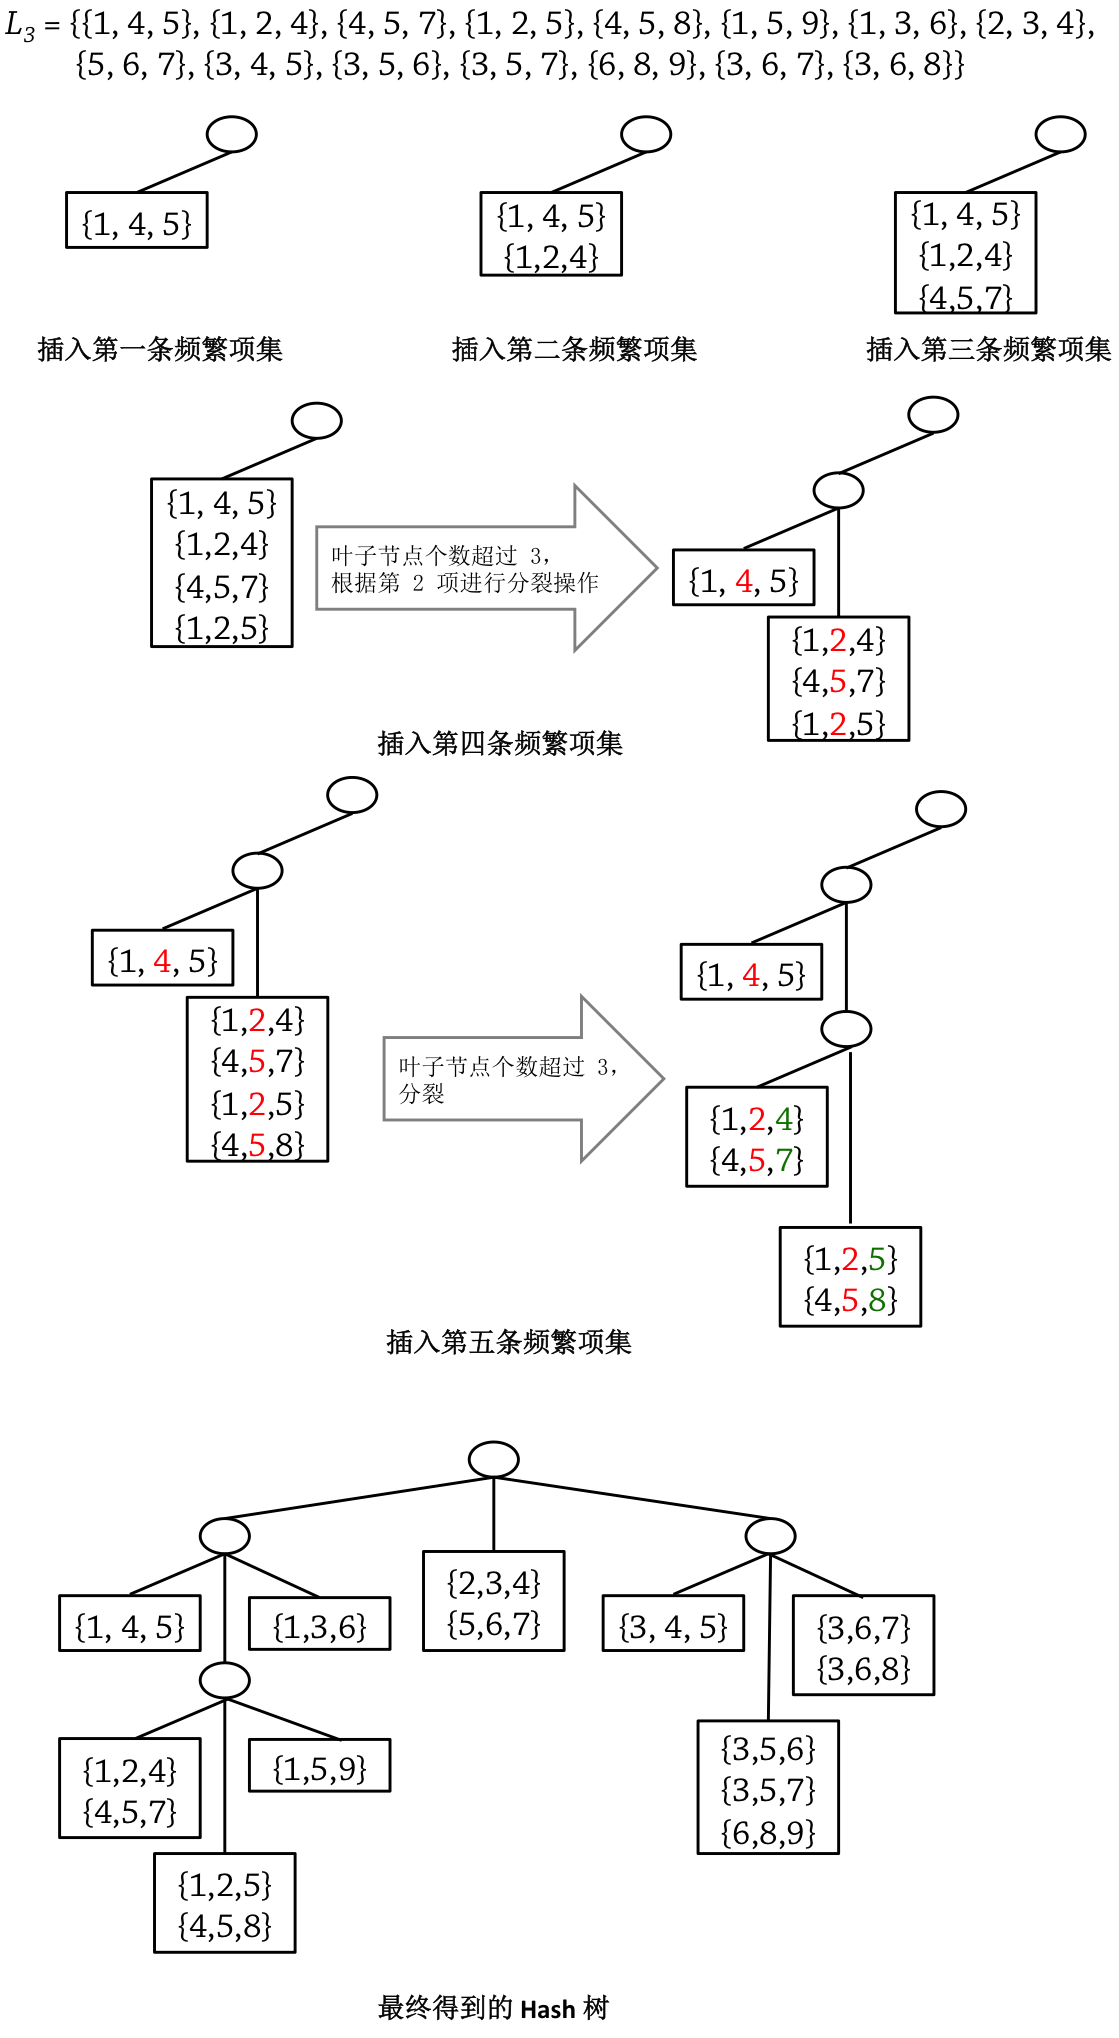 L3 = {{1, 4, 5}, {1, 2, 4}, {4, 5, 7}, {1, 2, 5}, {4, 5, 8}, {1, 5, 9}, {1, 3, 6}, {2, 3, 4},
{5, 6, 7}, {3, 4, 5}, {3, 5, 6}, {3, 5, 7}, {6, 8, 9}, {3, 6, 7}, {3, 6, 8}}
{1, 4, 5}
插入第一条频繁项集
{1, 4, 5}
{1,2,4}
插入第二条频繁项集
{1, 4, 5}
{1,2,4}
{4,5,7}
插入第三条频繁项集
{1, 4, 5}
{1,2,4}
{4,5,7}
{1,2,5}
叶子节点个数超过 3，
根据第 2 项进行分裂操作
{1, 4, 5}
{1,2,4}
{4,5,7}
{1,2,5}
插入第四条频繁项集
{1, 4, 5}
{1,2,4}
{4,5,7}
{1,2,5}
{4,5,8}
叶子节点个数超过 3，
分裂
{1, 4, 5}
{1,2,4}
{4,5,7}
{1,2,5}
{4,5,8}
插入第五条频繁项集
{1, 4, 5}
{1,3,6}
{2,3,4}
{5,6,7}
{3, 4, 5}
{3,6,7}
{3,6,8}
{1,2,4}
{4,5,7}
{1,5,9}
{3,5,6}
{3,5,7}
{6,8,9}
{1,2,5}
{4,5,8}
最终得到的 Hash 树